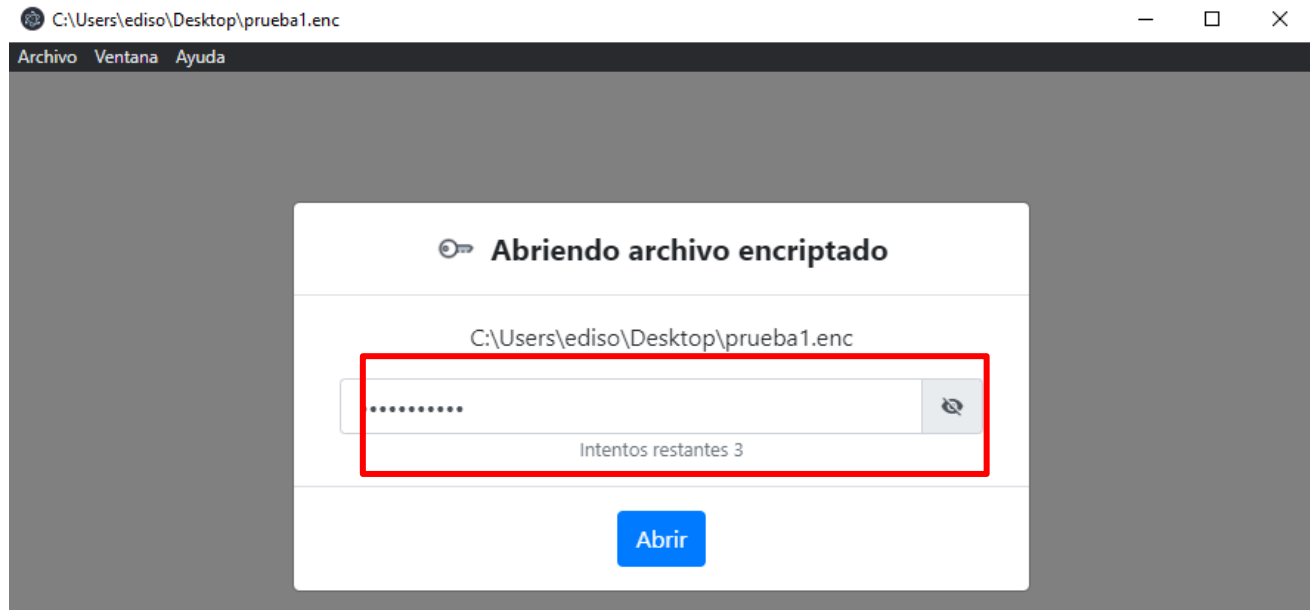 C:\Users\ediso\Desktop\prueba1.enc
Archivo Ventana Ayuda
Abriendo archivo encriptado
C:\Users\ediso\Desktop\prueba1.enc
Intentos restantes 3
Abrir